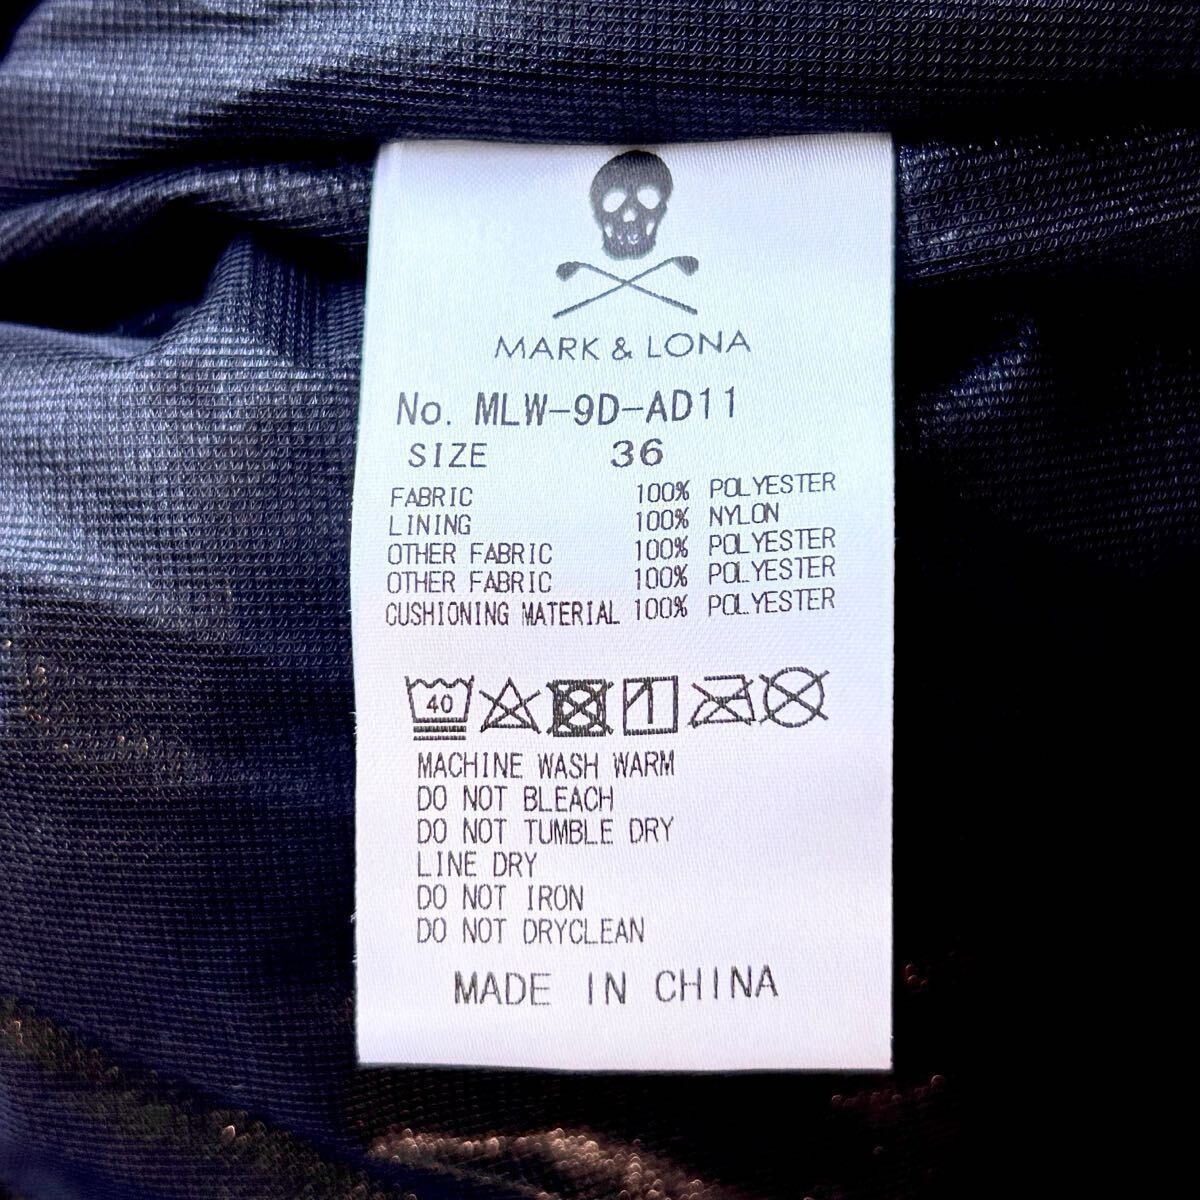 MARK & LONA
No. MLW-9D-AD11
SIZE 36
FABRIC 100% POLYESTER
LINING 100% NYLON
OTHER FABRIC 100% POLYESTER
OTHER FABRIC 100% POLYESTER
CUSHIONING MATERIAL 100% POLYESTER
40
MACHINE WASH WARM
DO NOT BLEACH
DO NOT TUMBLE DRY
LINE DRY
DO NOT IRON
DO NOT DRYCLEAN
MADE IN CHINA